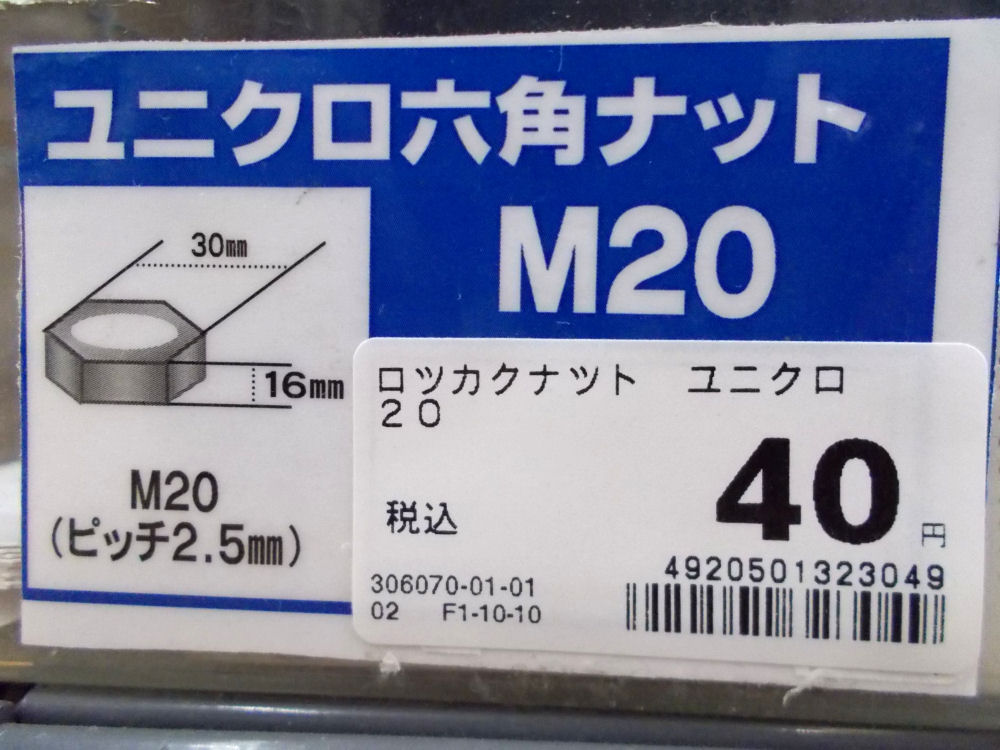 ユニクロ六角ナット
M20
30mm
16mm
M20
(ピッチ2.5mm)
ロツカクナツト　ユニクロ
20
税込
40円
4920501323049
306070-01-01
02 F1-10-10